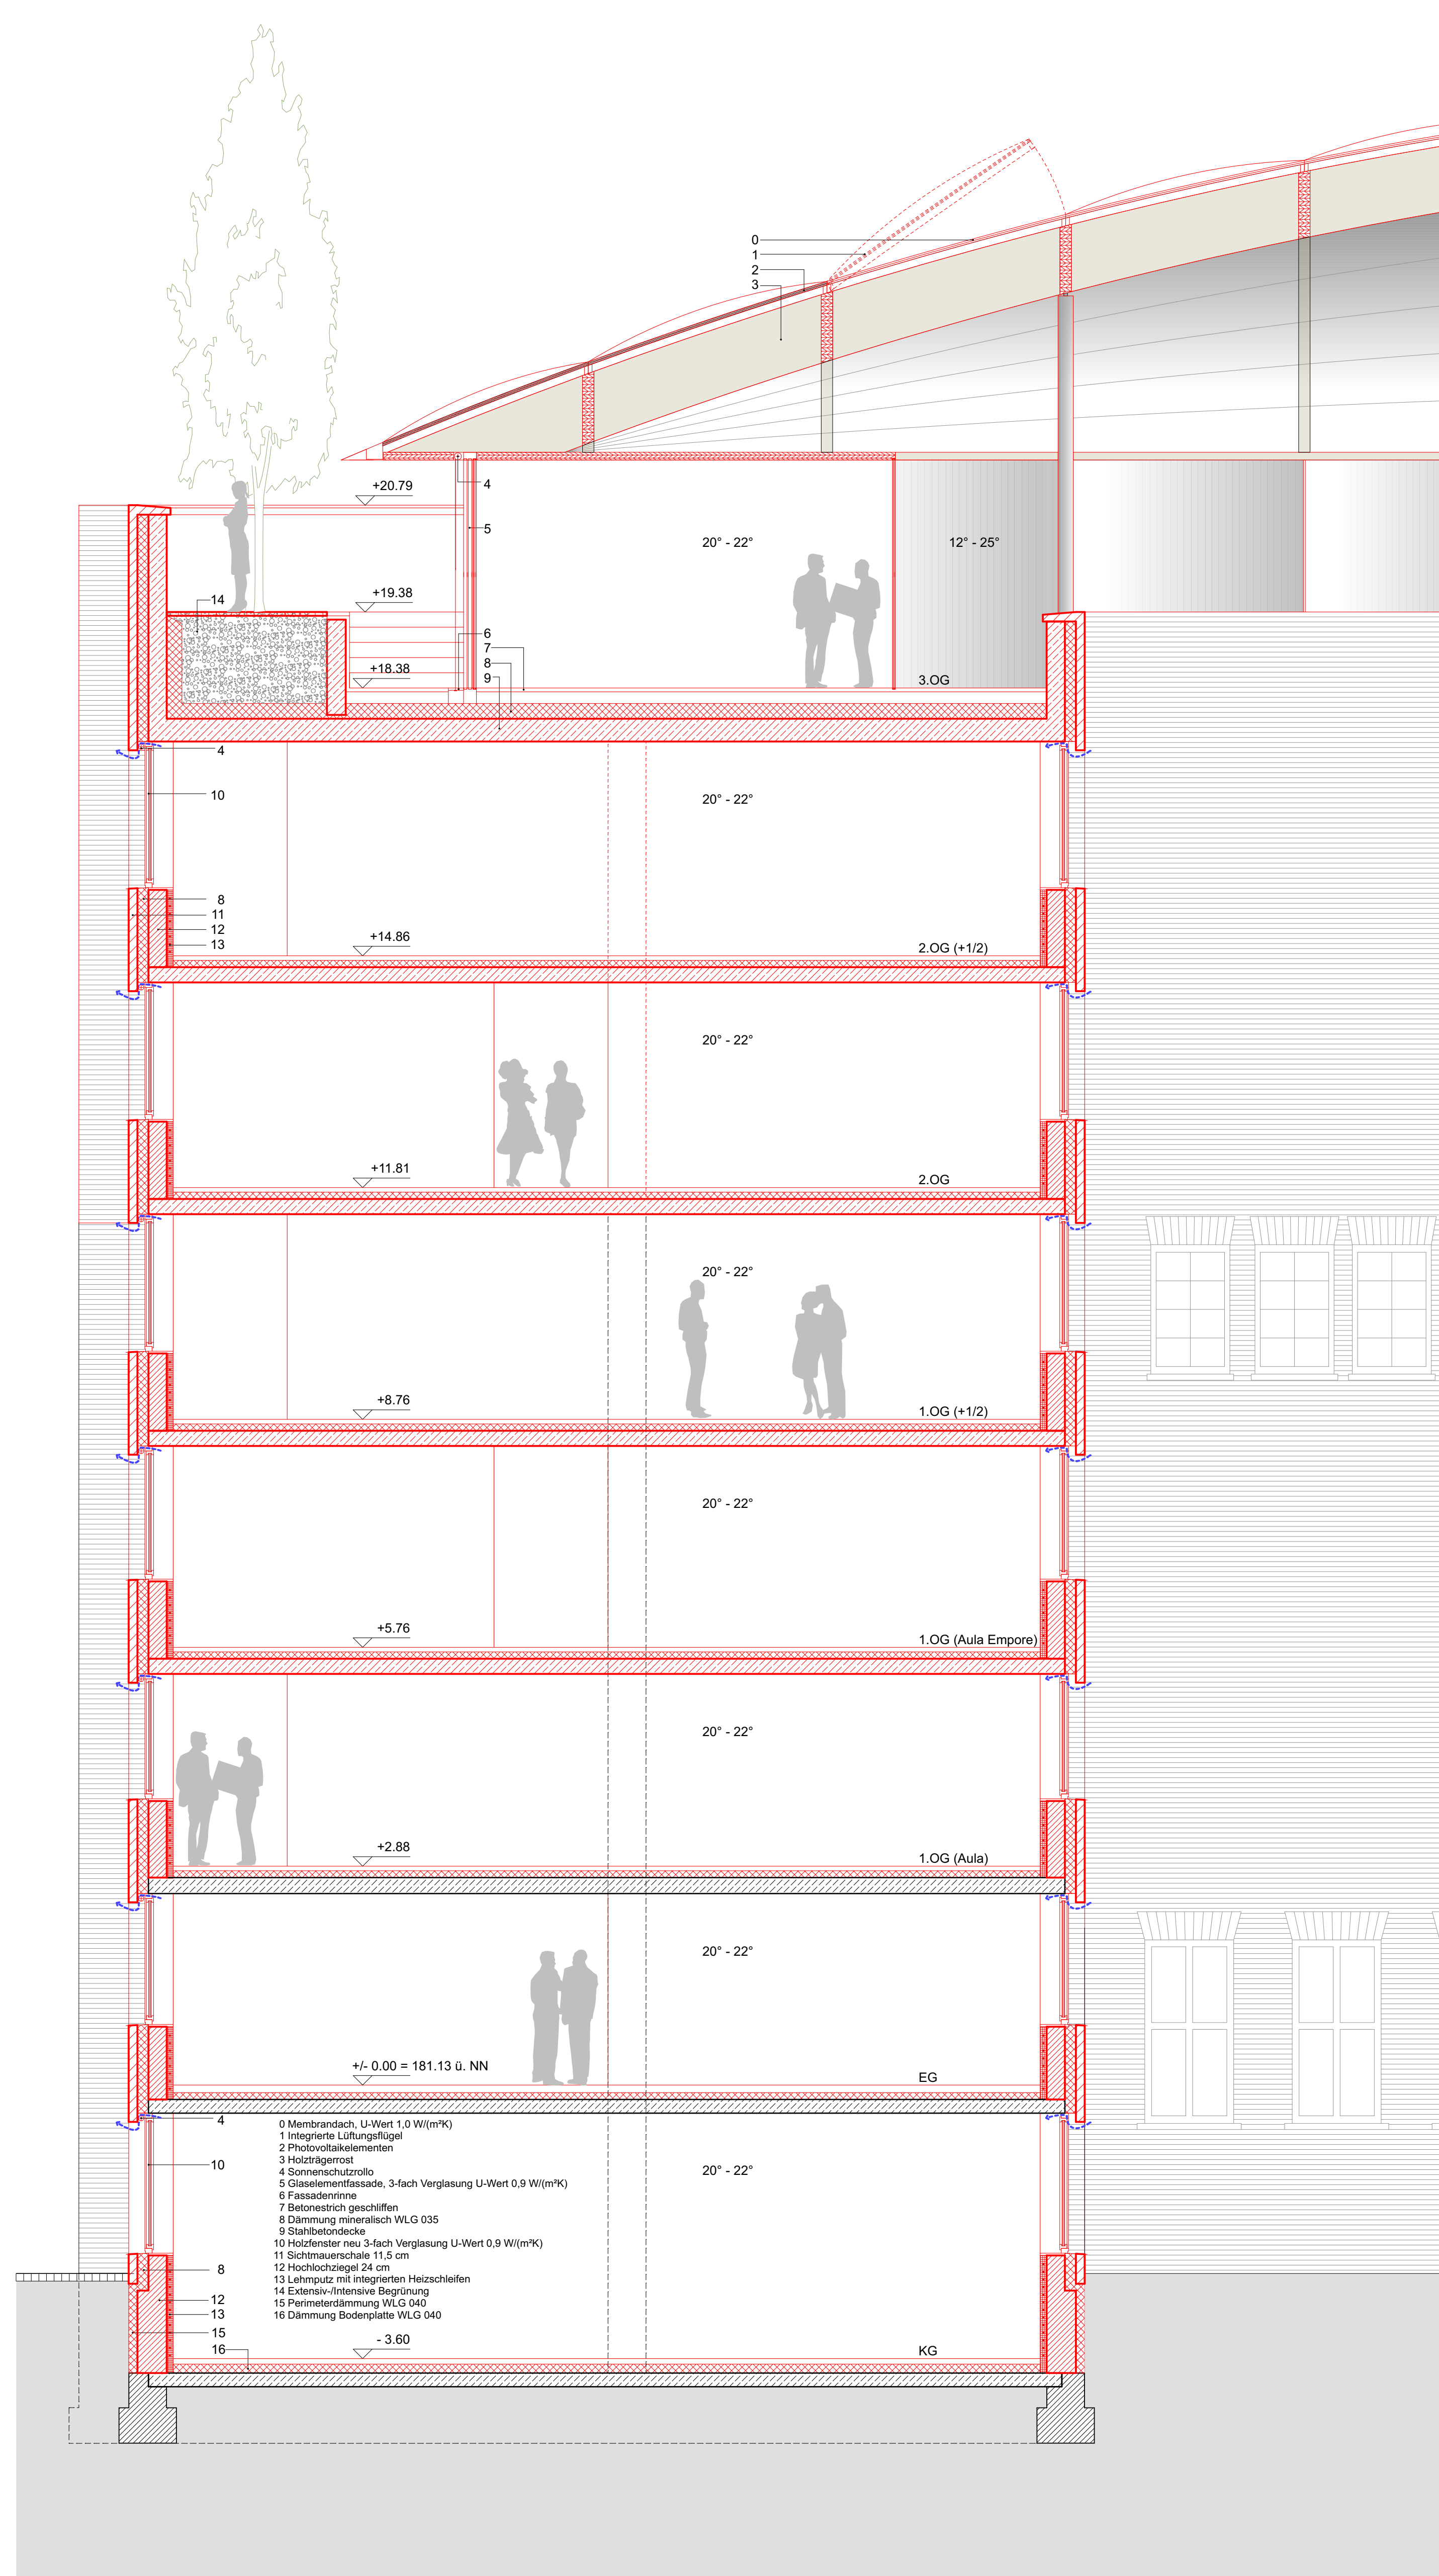 0
1
2
3
+20.79
4
5
20° - 22°
12° - 25°
+19.38
14
6
7
8
9
+18.38
3.OG
4
10
20° - 22°
8
11
12
13
+14.86
2.OG (+1/2)
20° - 22°
+11.81
2.OG
20° - 22°
+8.76
1.OG (+1/2)
20° - 22°
+5.76
1.OG (Aula Empore)
20° - 22°
+2.88
1.OG (Aula)
20° - 22°
+/- 0.00 = 181.13 ü. NN
EG
4
10
20° - 22°
0 Membrandach, U-Wert 1,0 W/(m²K)
1 Integrierte Lüftungsflügel
2 Photovoltaikelementen
3 Holzträgerrost
4 Sonnenschutzrollo
5 Glaselementfassade, 3-fach Verglasung U-Wert 0,9 W/(m²K)
6 Fassadenrinne
7 Betonestrich geschliffen
8 Dämmung mineralisch WLG 035
9 Stahlbetondecke
10 Holzfenster neu 3-fach Verglasung U-Wert 0,9 W/(m²K)
11 Sichtmauerschale 11,5 cm
12 Hochlochziegel 24 cm
13 Lehmputz mit integrierten Heizschleifen
14 Extensiv-/Intensive Begrünung
15 Perimeterdämmung WLG 040
16 Dämmung Bodenplatte WLG 040
8
12
13
15
16
- 3.60
KG